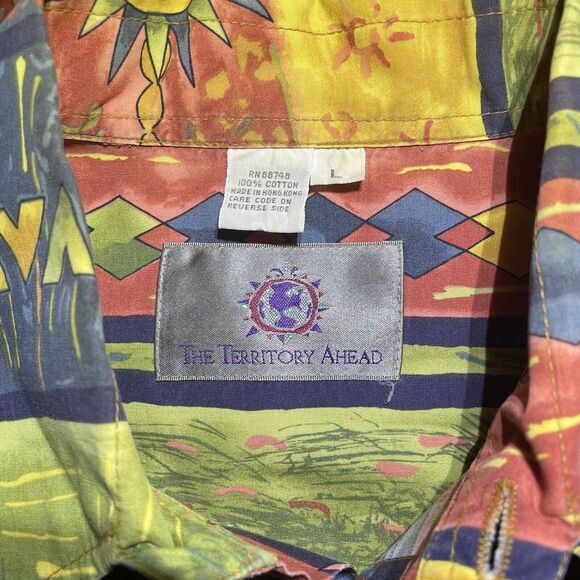 RN 88748
100% COTTON
MADE IN HONG KONG
CARE CODE ON
REVERSE SIDE
L
THE TERRITORY AHEAD